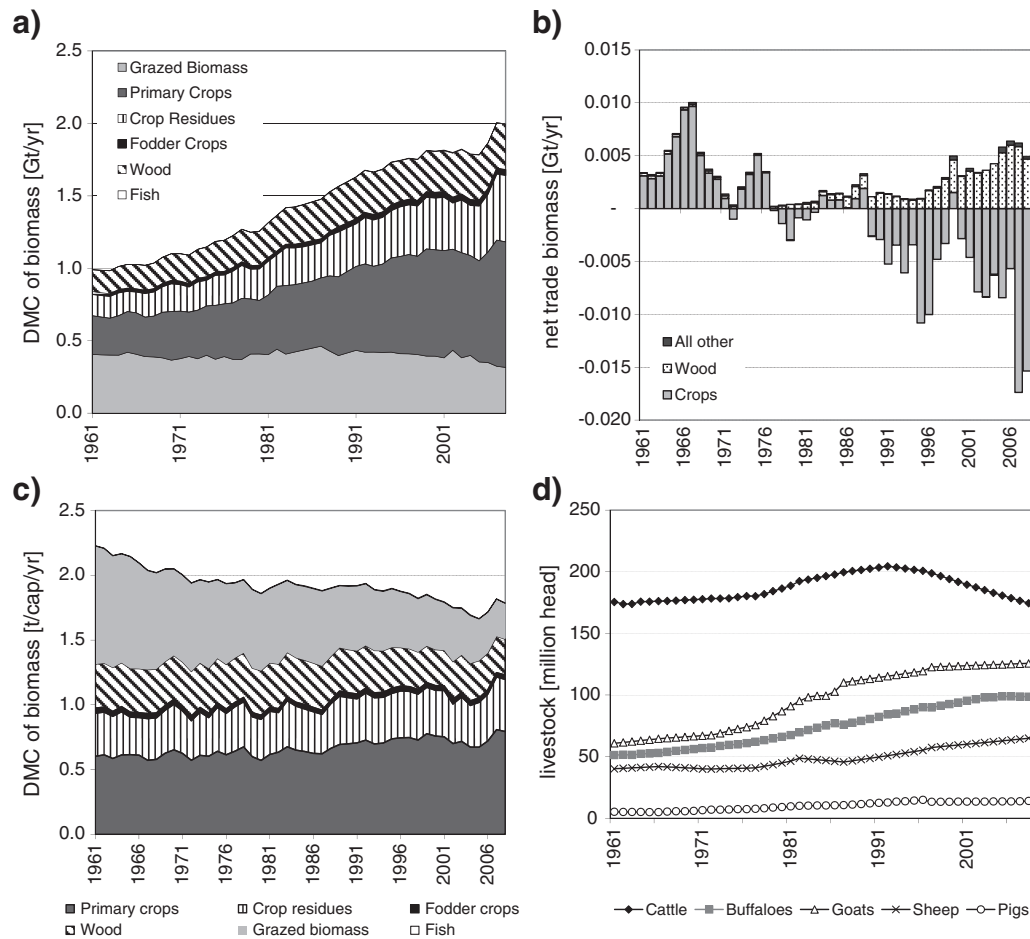 a)
2.5
2.0
1.5
1.0
0.5
0.0
DMC of biomass [Gt/yr]
Grazed Biomass
Primary Crops
Crop Residues
Fodder Crops
Wood
Fish
1961
1971
1981
1991
2001
b)
0.015
0.010
0.005
-
-0.005
-0.010
-0.015
-0.020
net trade biomass [Gt/yr]
All other
Wood
Crops
1961
1966
1971
1976
1981
1986
1991
1996
2001
2006
c)
2.5
2.0
1.5
1.0
0.5
0.0
DMC of biomass [t/cap/yr]
1961
1966
1971
1976
1981
1986
1991
1996
2001
2006
Primary crops
Crop residues
Fodder crops
Wood
Grazed biomass
Fish
d)
250
200
150
100
50
0
livestock [million head]
1961
1971
1981
1991
2001
Cattle
Buffaloes
Goats
Sheep
Pigs